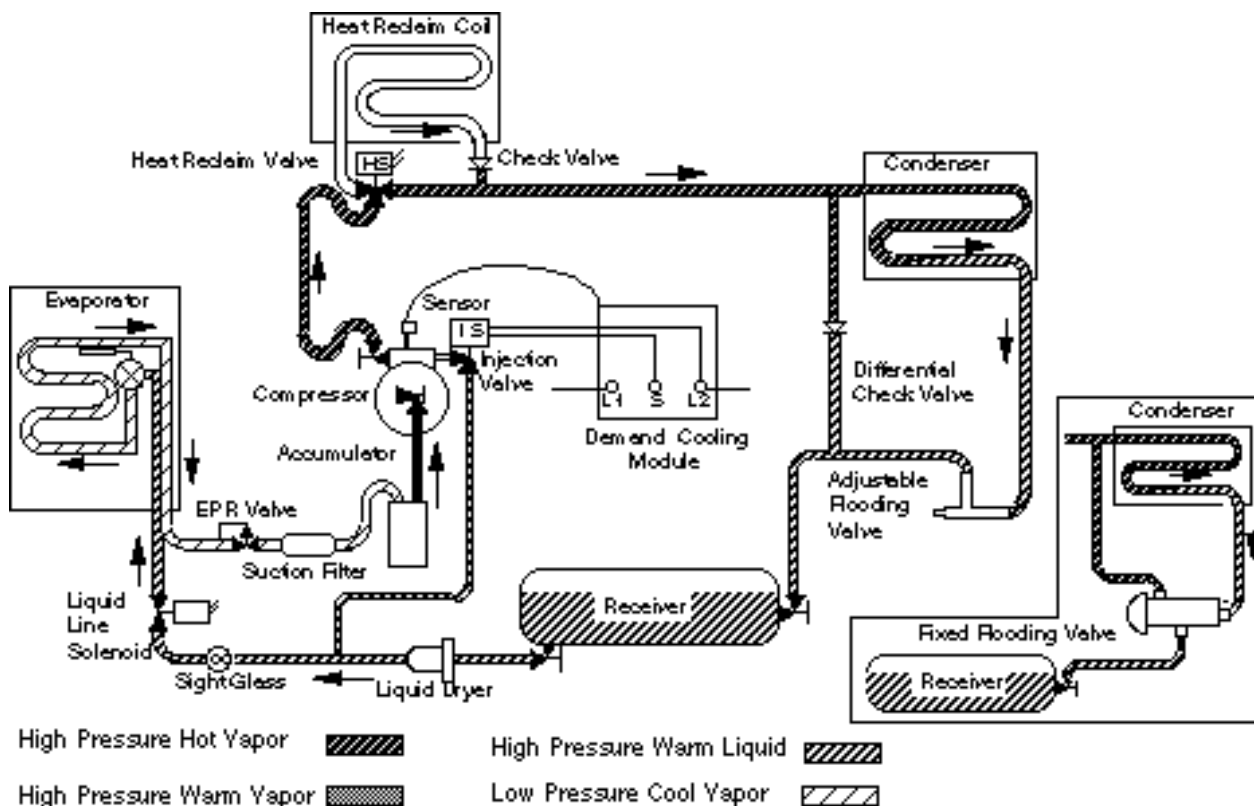 Heat Reclaim Coil
Heat Reclaim Valve
HS
Check Valve
Condenser
Evaporator
Sensor
IS
Injection
Valve
Compressor
L1
S
L2
Demand Cooling
Module
Differential
Check Valve
Condenser
Accumulator
Adjustable
Flooding
Valve
EPR Valve
Suction Filter
Liquid
Line
Solenoid
Receiver
Fixed Flooding Valve
Sight Glass
Liquid Dryer
Receiver
High Pressure Hot Vapor
High Pressure Warm Liquid
High Pressure Warm Vapor
Low Pressure Cool Vapor